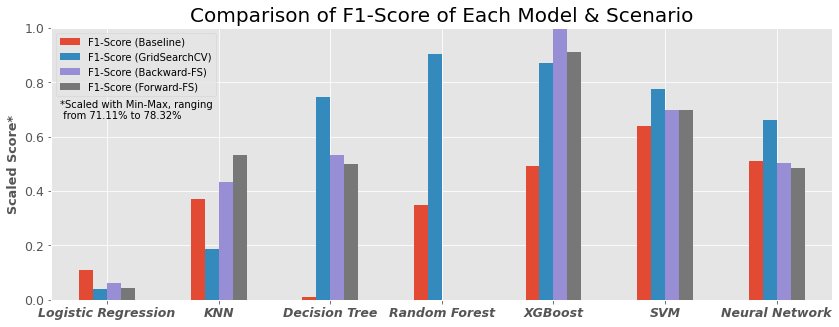 Comparison of F1-Score of Each Model & Scenario
1.0
0.8
0.6
0.4
0.2
0.0
Scaled Score*
F1-Score (Baseline)
F1-Score (GridSearchCV)
F1-Score (Backward-FS)
F1-Score (Forward-FS)
*Scaled with Min-Max, ranging
from 71.11% to 78.32%
Logistic Regression
KNN
Decision Tree
Random Forest
XGBoost
SVM
Neural Network